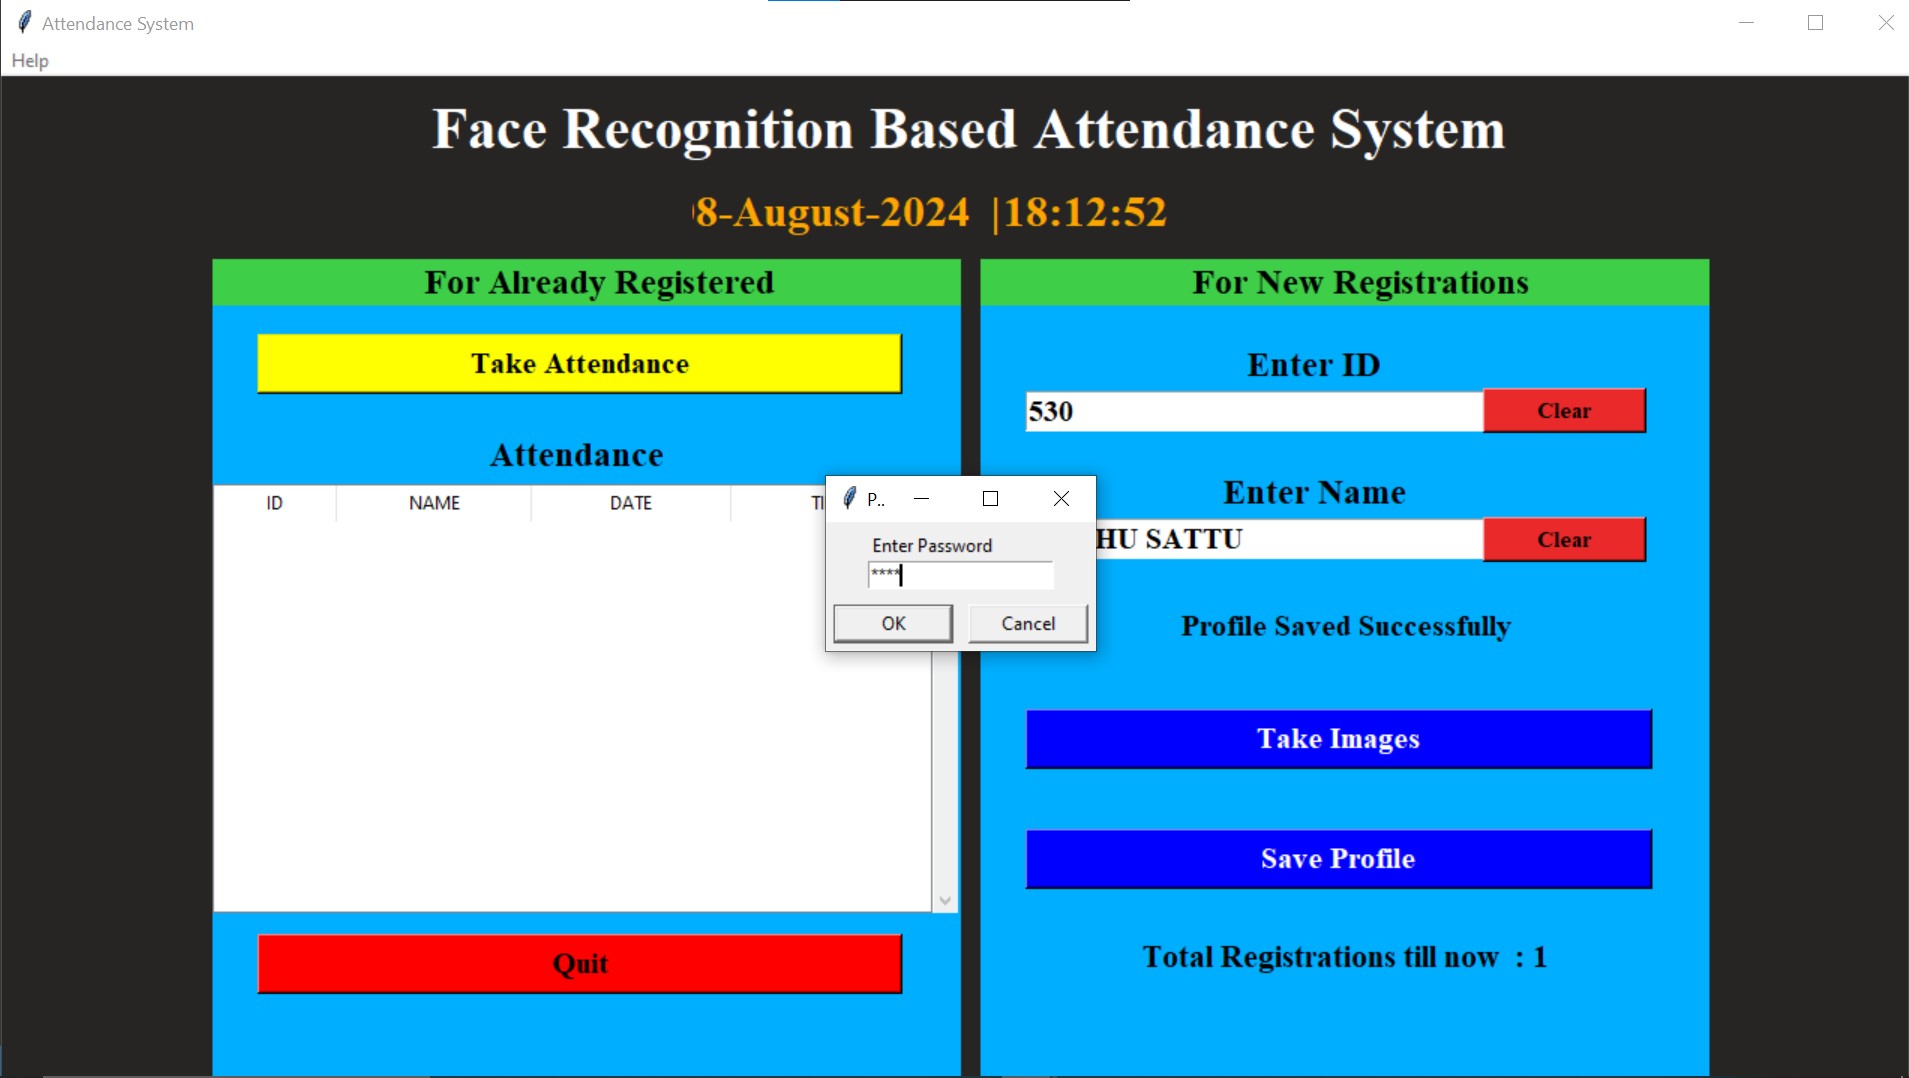 Attendance System
Help
Face Recognition Based Attendance System
8-August-2024 |18:12:52
For Already Registered
Take Attendance
Attendance
ID NAME DATE
Quit
P..
Enter Password
****
OK Cancel
For New Registrations
Enter ID
530 Clear
Enter Name
HU SATTU Clear
Profile Saved Successfully
Take Images
Save Profile
Total Registrations till now : 1